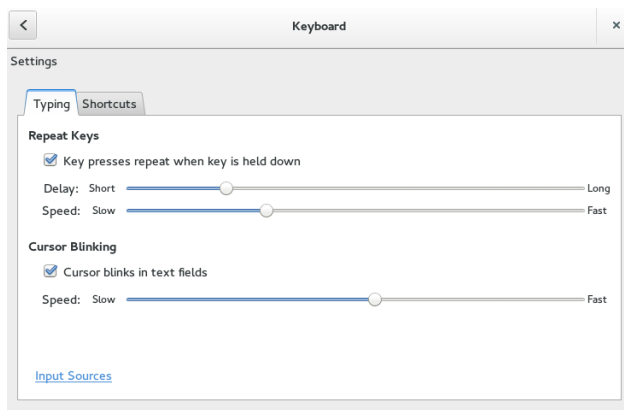 Keyboard
Settings
Typing Shortcuts
Repeat Keys
Key presses repeat when key is held down
Delay: Short Long
Speed: Slow Fast
Cursor Blinking
Cursor blinks in text fields
Speed: Slow Fast
Input Sources